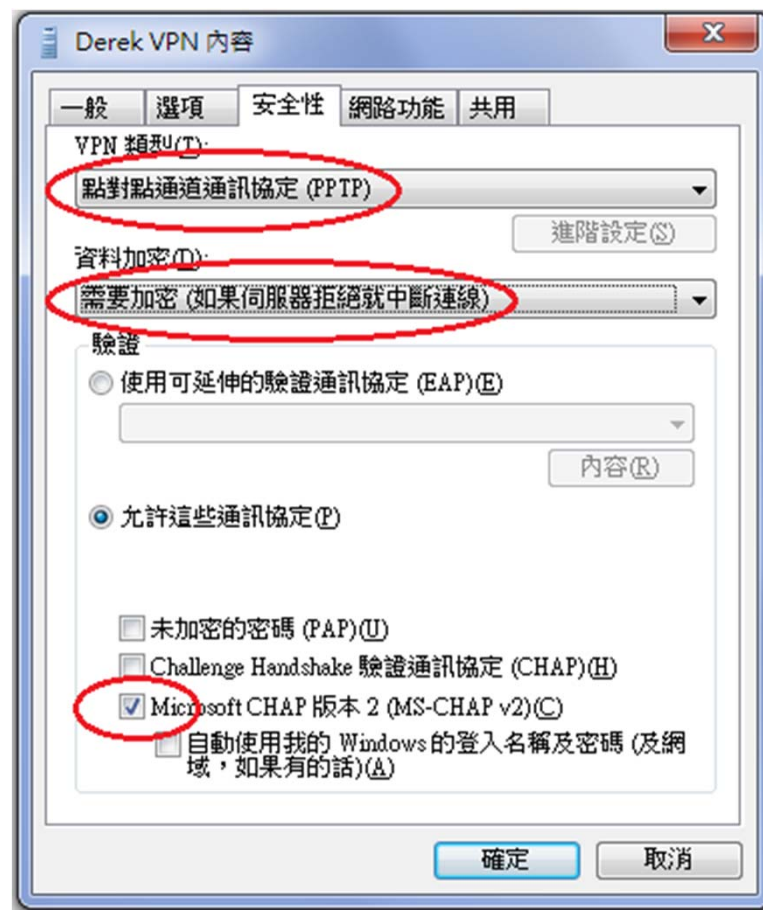 Derek VPN 內容
一般 選項 安全性 網路功能 共用
VPN 類型(T):
點對點通道通訊協定 (PPTP)
進階設定(S)
資料加密(D):
需要加密 (如果伺服器拒絕就中斷連線)
驗證
使用可延伸的驗證通訊協定 (EAP)(E)
內容(R)
允許這些通訊協定(P)
未加密的密碼 (PAP)(U)
Challenge Handshake 驗證通訊協定 (CHAP)(H)
Microsoft CHAP 版本 2 (MS-CHAP v2)(C)
自動使用我的 Windows 的登入名稱及密碼 (及網
域，如果有的話)(A)
確定 取消